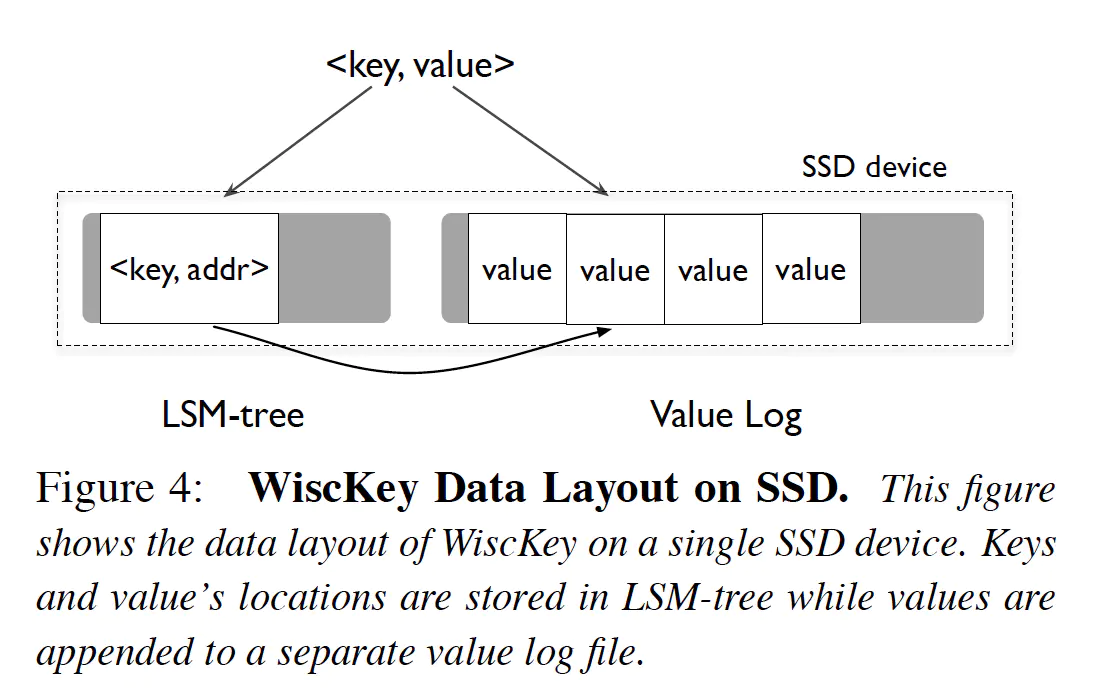 <key, value>
SSD device
<key, addr>
value
value
value
value
LSM-tree
Value Log
Figure 4: WiscKey Data Layout on SSD. This figure
shows the data layout of WiscKey on a single SSD device. Keys
and value’s locations are stored in LSM-tree while values are
appended to a separate value log file.